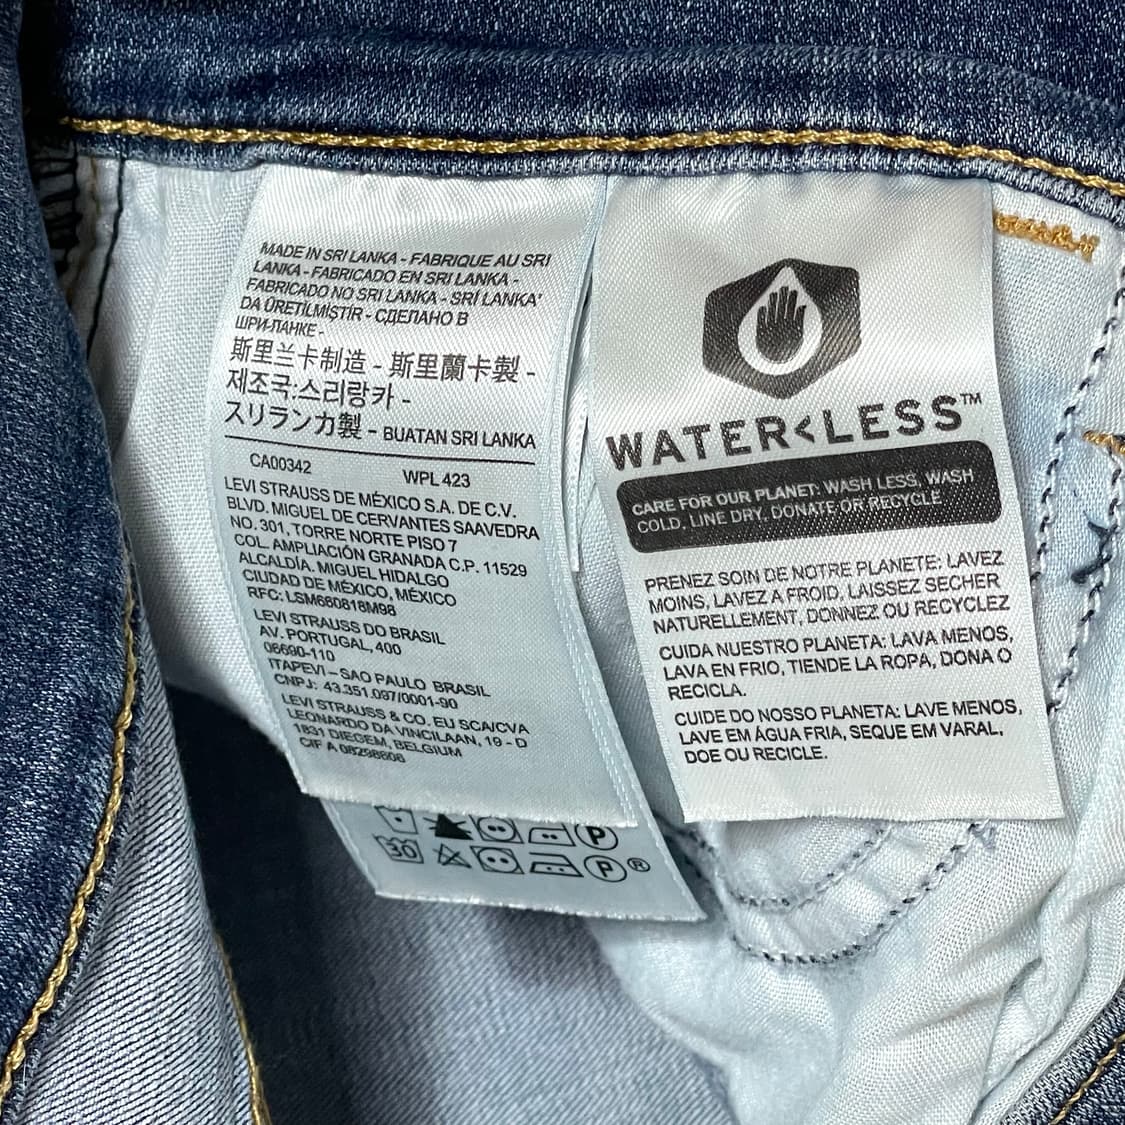 MADE IN SRI LANKA - FABRIQUE AU SRI
LANKA - FABRICADO EN SRI LANKA -
FABRICADO NO SRI LANKA - SRİ LANKA'
DA ÜRETİLMİŞTİR - СДЕЛАНО В
ШРИ-ЛАНКЕ -
斯里兰卡制造 - 斯里蘭卡製 -
제조국:스리랑카 -
スリランカ製 - BUATAN SRI LANKA
CA00342 WPL 423
LEVI STRAUSS DE MÉXICO S.A. DE C.V.
BLVD. MIGUEL DE CERVANTES SAAVEDRA
NO. 301, TORRE NORTE PISO 7
COL. AMPLIACIÓN GRANADA C.P. 11529
ALCALDÍA. MIGUEL HIDALGO
CIUDAD DE MÉXICO, MÉXICO
RFC: LSM660818M98
LEVI STRAUSS DO BRASIL
AV. PORTUGAL, 400
06690-110
ITAPEVI – SAO PAULO BRASIL
CNPJ: 43.351.097/0001-90
LEVI STRAUSS & CO. EU SCA/CVA
LEONARDO DA VINCILAAN, 19 - D
1831 DIEGEM, BELGIUM
CIF A 08298606
P
30 P ®
WATER<LESS™
CARE FOR OUR PLANET: WASH LESS, WASH
COLD, LINE DRY, DONATE OR RECYCLE
PRENEZ SOIN DE NOTRE PLANETE: LAVEZ
MOINS, LAVEZ A FROID, LAISSEZ SECHER
NATURELLEMENT, DONNEZ OU RECYCLEZ
CUIDA NUESTRO PLANETA: LAVA MENOS,
LAVA EN FRIO, TIENDE LA ROPA, DONA O
RECICLA.
CUIDE DO NOSSO PLANETA: LAVE MENOS,
LAVE EM ÁGUA FRIA, SEQUE EM VARAL,
DOE OU RECICLE.